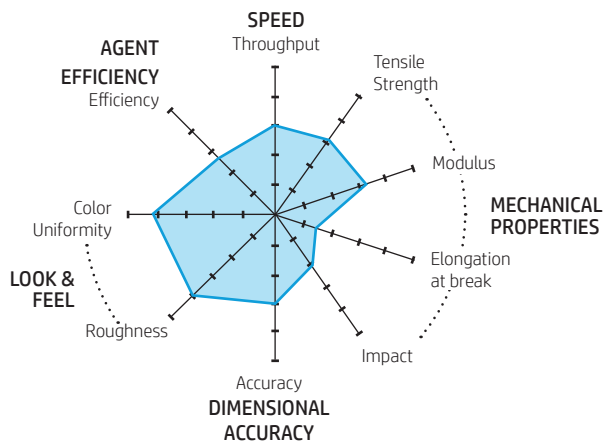 SPEED
Throughput
AGENT
EFFICIENCY
Efficiency
Tensile
Strength
Modulus
MECHANICAL
PROPERTIES
Elongation
at break
Impact
Accuracy
DIMENSIONAL
ACCURACY
Roughness
LOOK &
FEEL
Color
Uniformity